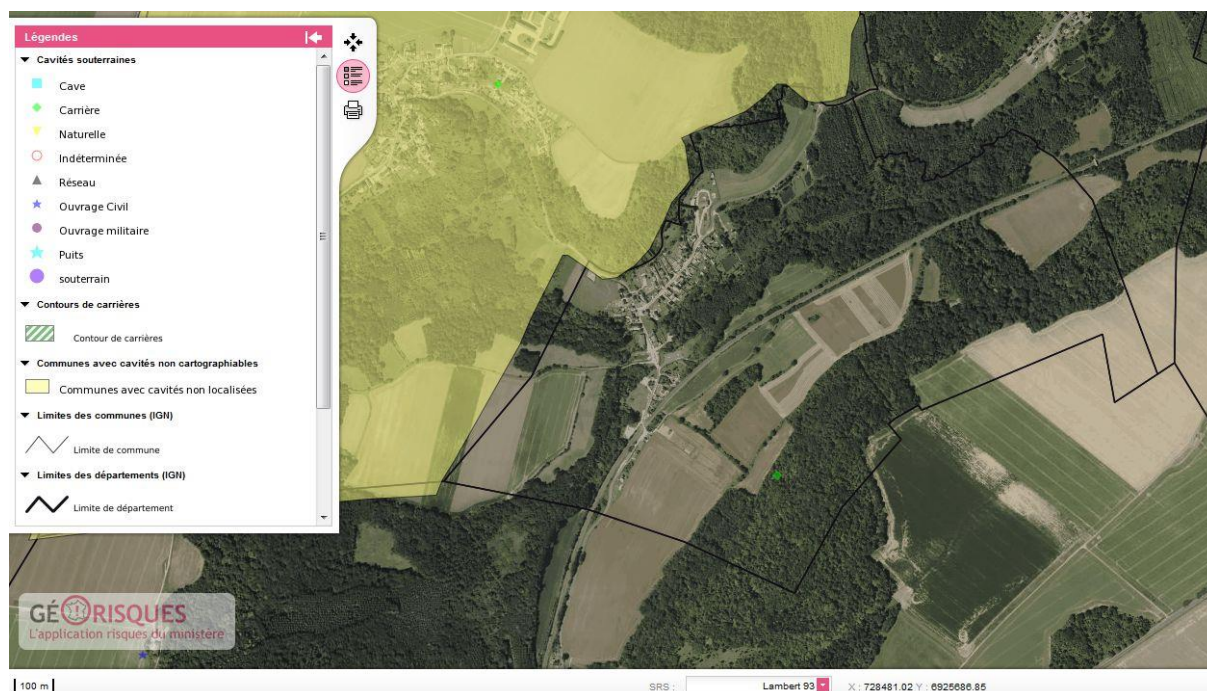 Légendes
Cavités souterraines
Cave
Carrière
Naturelle
Indéterminée
Réseau
Ouvrage Civil
Ouvrage militaire
Puits
souterrain
Contours de carrières
Contour de carrières
Communes avec cavités non cartographiables
Communes avec cavités non localisées
Limites des communes (IGN)
Limite de commune
Limites des départements (IGN)
Limite de département
GÉORISQUES
L'application risques du ministère
100 m
SRS : Lambert 93 X : 728481.02 Y : 6925686.85